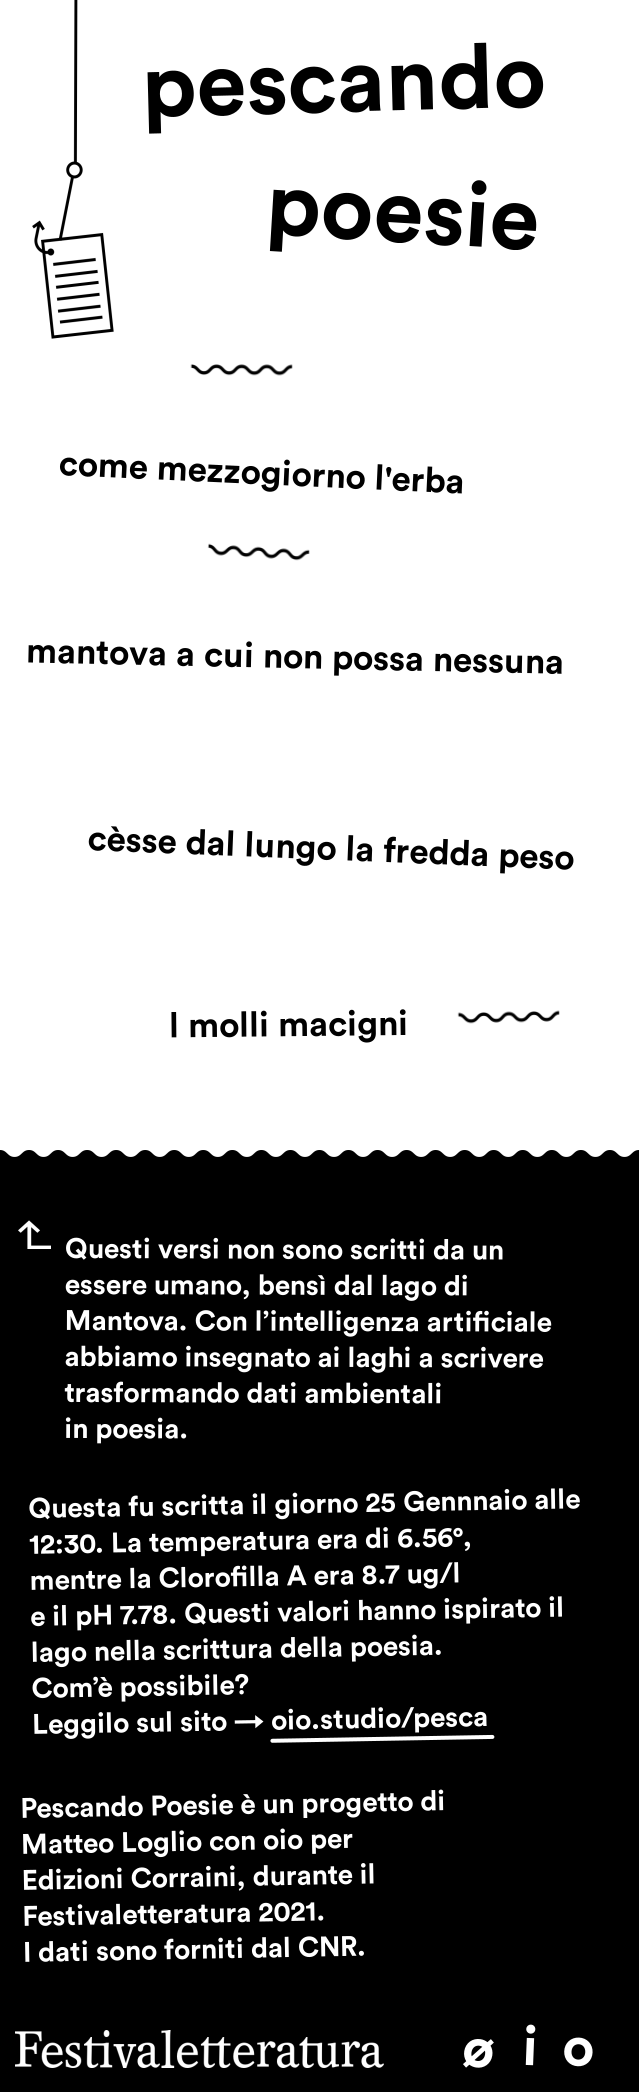 pescando
poesie
come mezzogiorno l'erba
mantova a cui non possa nessuna
cèsse dal lungo la fredda peso
I molli macigni
Questi versi non sono scritti da un
essere umano, bensì dal lago di
Mantova. Con l’intelligenza artificiale
abbiamo insegnato ai laghi a scrivere
trasformando dati ambientali
in poesia.
Questa fu scritta il giorno 25 Gennnaio alle
12:30. La temperatura era di 6.56°,
mentre la Clorofilla A era 8.7 ug/l
e il pH 7.78. Questi valori hanno ispirato il
lago nella scrittura della poesia.
Com’è possibile?
Leggilo sul sito → oio.studio/pesca
Pescando Poesie è un progetto di
Matteo Loglio con oio per
Edizioni Corraini, durante il
Festivaletteratura 2021.
I dati sono forniti dal CNR.
Festivaletteratura ø i o